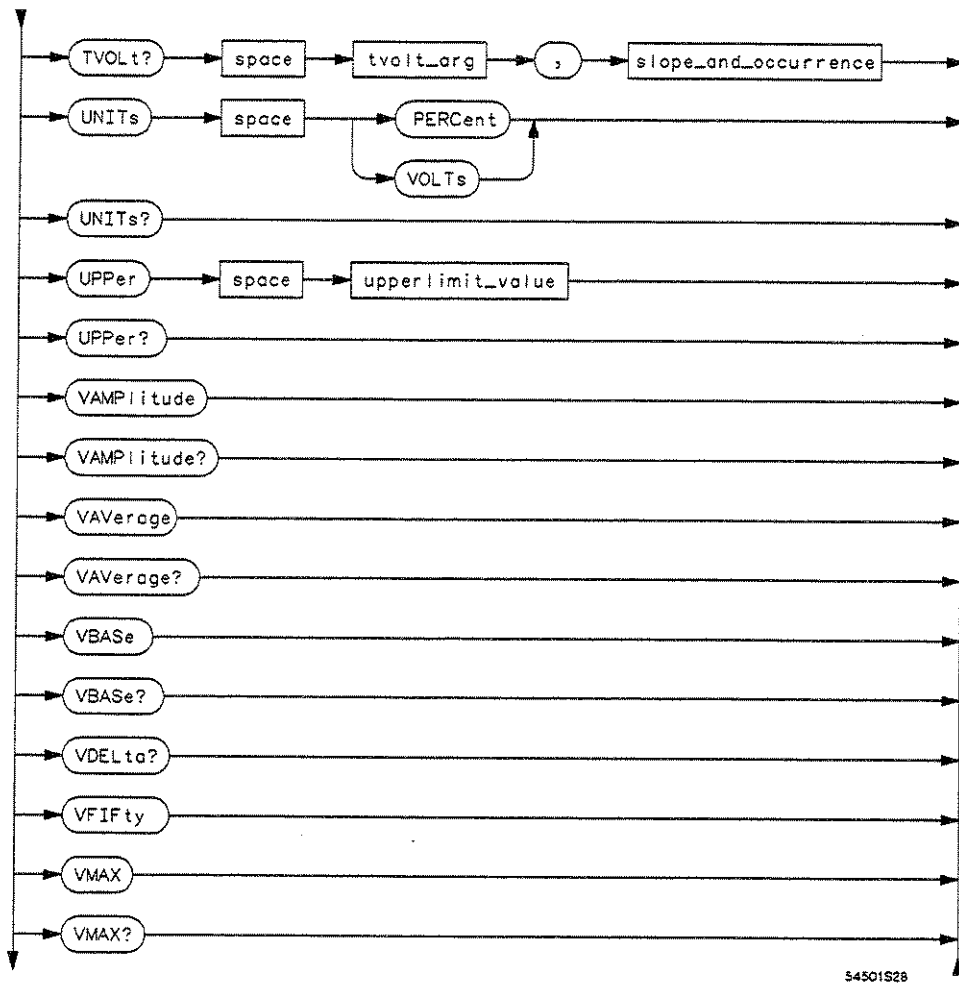 TVOLt? space tvolt_arg , slope_and_occurrence
UNITs space PERCent
VOLTs
UNITs?
UPPer space upperlimit_value
UPPer?
VAMPlitude
VAMPlitude?
VAVerage
VAVerage?
VBASe
VBASe?
VDELta?
VFIFty
VMAX
VMAX?
54501S28